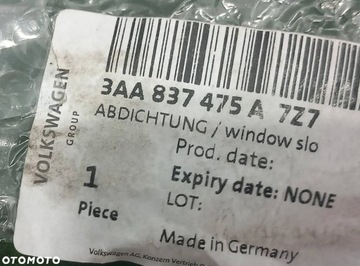 3AA 837 475 A 7Z7
ABDICHTUNG / window slo
Prod. date:
Expiry date: NONE
LOT:
1
Piece
Made in Germany
Volkswagen AG, Konzern Vertrieb
VOLKSWAGEN
GROUP
OTOMOTO
OTOMOTO